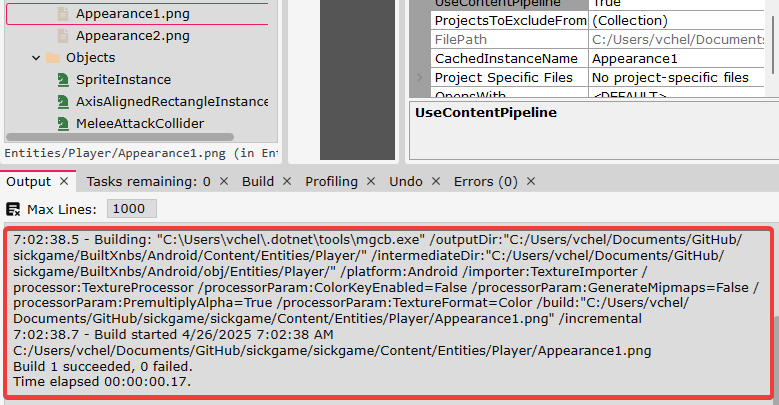 Appearance1.png
Appearance2.png
Objects
SpriteInstance
AxisAlignedRectangleInstance
MeleeAttackCollider
Entities/Player/Appearance1.png (in Ent
UseContentPipeline True
ProjectsToExcludeFrom (Collection)
FilePath C:/Users/vchel/Documents
CachedInstanceName Appearance1
Project Specific Files No project-specific files
OpensWith <DEFAULT>
UseContentPipeline
Output × Tasks remaining: 0 × Build × Profiling × Undo × Errors (0) ×
Max Lines: 1000
7:02:38.5 - Building: "C:\Users\vchel\.dotnet\tools\mgcb.exe" /outputDir:"C:/Users/vchel/Documents/GitHub/
sickgame/BuiltXnbs/Android/Content/Entities/Player/" /intermediateDir:"C:/Users/vchel/Documents/GitHub/
sickgame/BuiltXnbs/Android/obj/Entities/Player/" /platform:Android /importer:TextureImporter /
processor:TextureProcessor /processorParam:ColorKeyEnabled=False /processorParam:GenerateMipmaps=False /
processorParam:PremultiplyAlpha=True /processorParam:TextureFormat=Color /build:"C:/Users/vchel/
Documents/GitHub/sickgame/sickgame/Content/Entities/Player/Appearance1.png" /incremental
7:02:38.7 - Build started 4/26/2025 7:02:38 AM
C:/Users/vchel/Documents/GitHub/sickgame/sickgame/Content/Entities/Player/Appearance1.png
Build 1 succeeded, 0 failed.
Time elapsed 00:00:00.17.